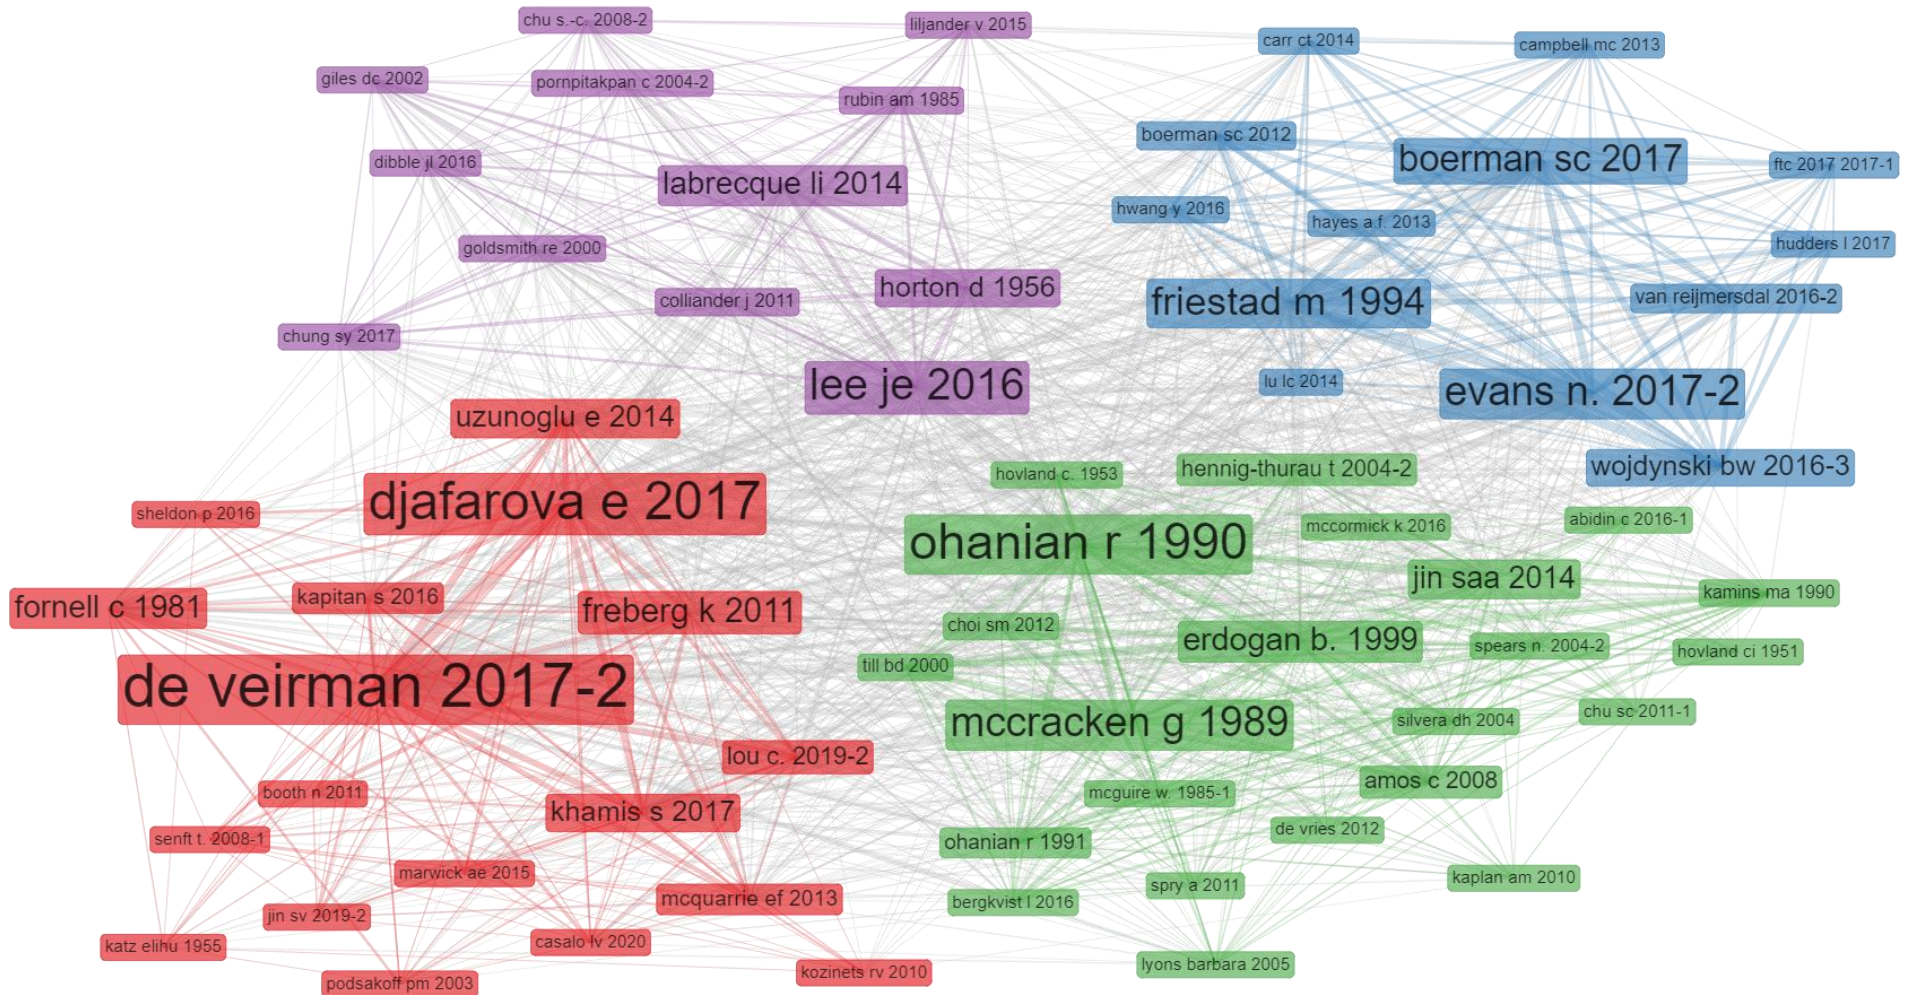 chu s.-c. 2008-2
liljander v 2015
carr ct 2014
campbell mc 2013
giles dc 2002
pornpitakpan c 2004-2
rubin am 1985
boerman sc 2012
boerman sc 2017
ftc 2017 2017-1
dibble jl 2016
labrecque li 2014
hwang y 2016
hayes a.f. 2013
hudders l 2017
goldsmith re 2000
horton d 1956
colliander j 2011
friestad m 1994
van reijmersdal 2016-2
chung sy 2017
lee je 2016
lu lc 2014
evans n. 2017-2
uzunoglu e 2014
wojdynski bw 2016-3
hovland c. 1953
hennig-thurau t 2004-2
djafarova e 2017
sheldon p 2016
ohanian r 1990
mccormick k 2016
abidin c 2016-1
jin saa 2014
kamins ma 1990
fornell c 1981
kapitan s 2016
freberg k 2011
choi sm 2012
erdogan b. 1999
spears n. 2004-2
hovland ci 1951
till bd 2000
de veirman 2017-2
mccracken g 1989
silvera dh 2004
chu sc 2011-1
lou c. 2019-2
amos c 2008
booth n 2011
mcguire w. 1985-1
khamis s 2017
senft t. 2008-1
ohanian r 1991
de vries 2012
marwick ae 2015
kaplan am 2010
spry a 2011
mcquarrie ef 2013
bergkvist l 2016
jin sv 2019-2
katz elihu 1955
casalo lv 2020
kozinets rv 2010
lyons barbara 2005
podsakoff pm 2003